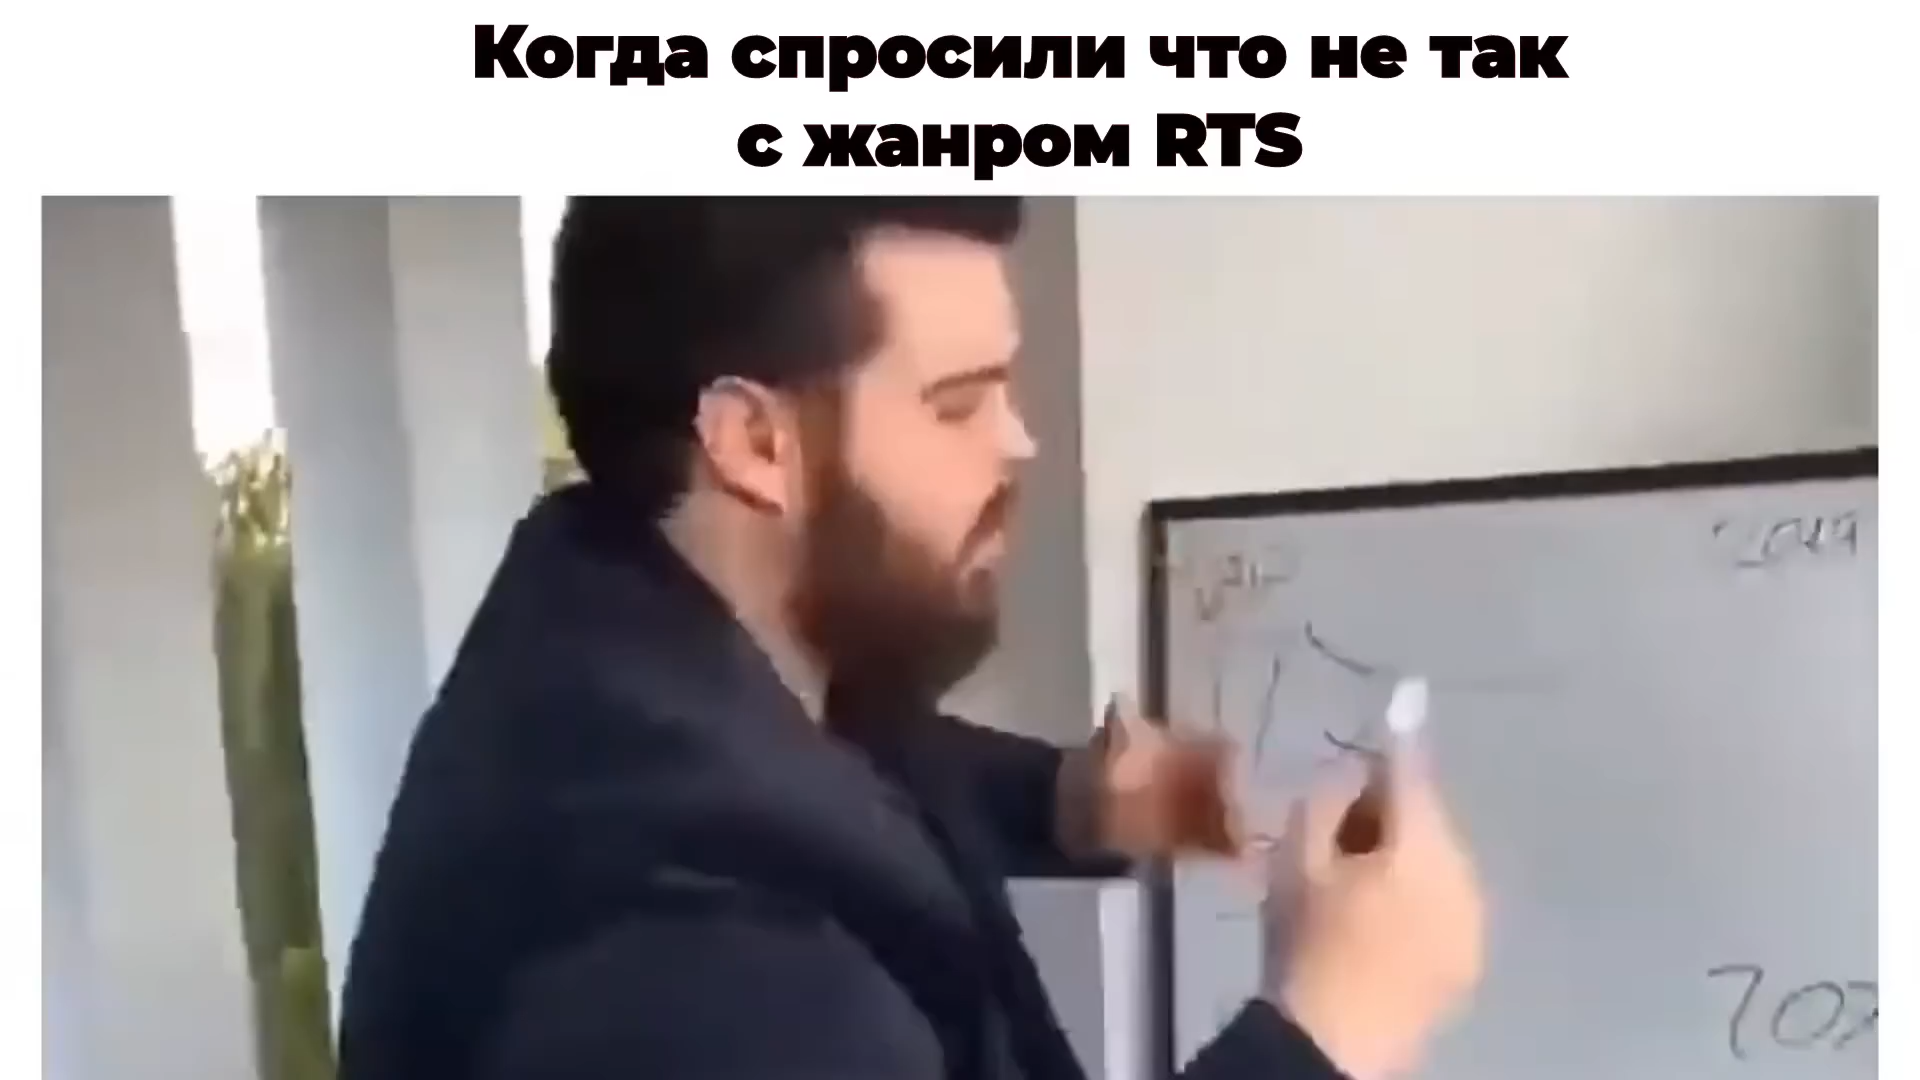 Когда спросили что не так
с жанром RTS